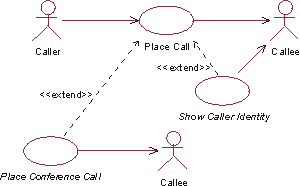 Caller
Place Call
Callee
<<extend>>
<<extend>>
Show Caller Identity
Place Conference Call
Callee